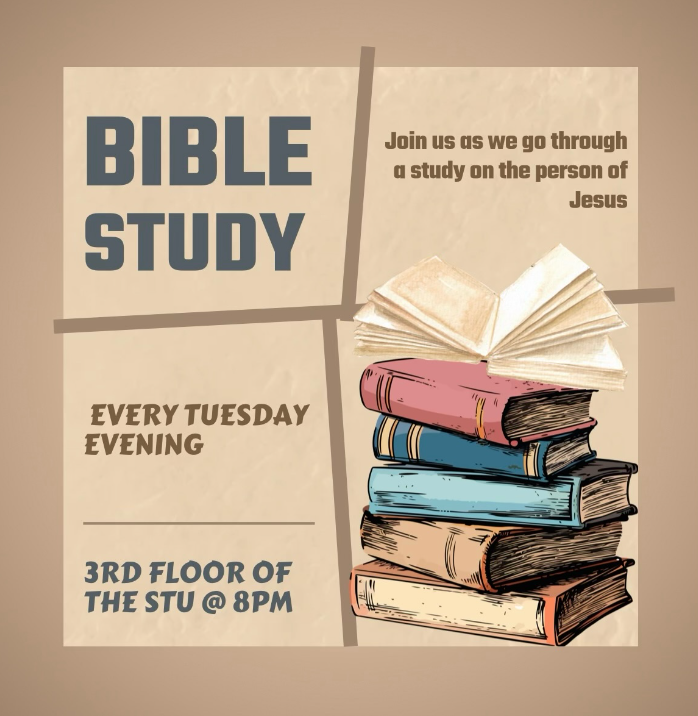 BIBLE
STUDY
Join us as we go through
a study on the person of
Jesus
EVERY TUESDAY
EVENING
3RD FLOOR OF
THE STU @ 8PM